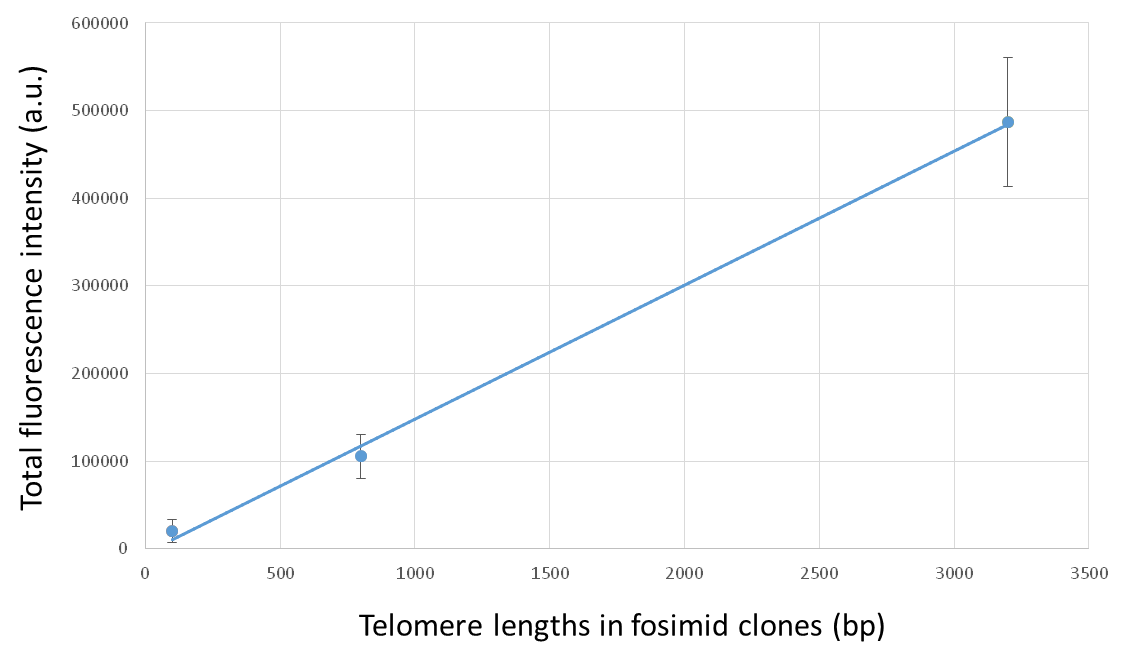 Total fluorescence intensity (a.u.)
600000
500000
400000
300000
200000
100000
0
0 500 1000 1500 2000 2500 3000 3500
Telomere lengths in fosimid clones (bp)